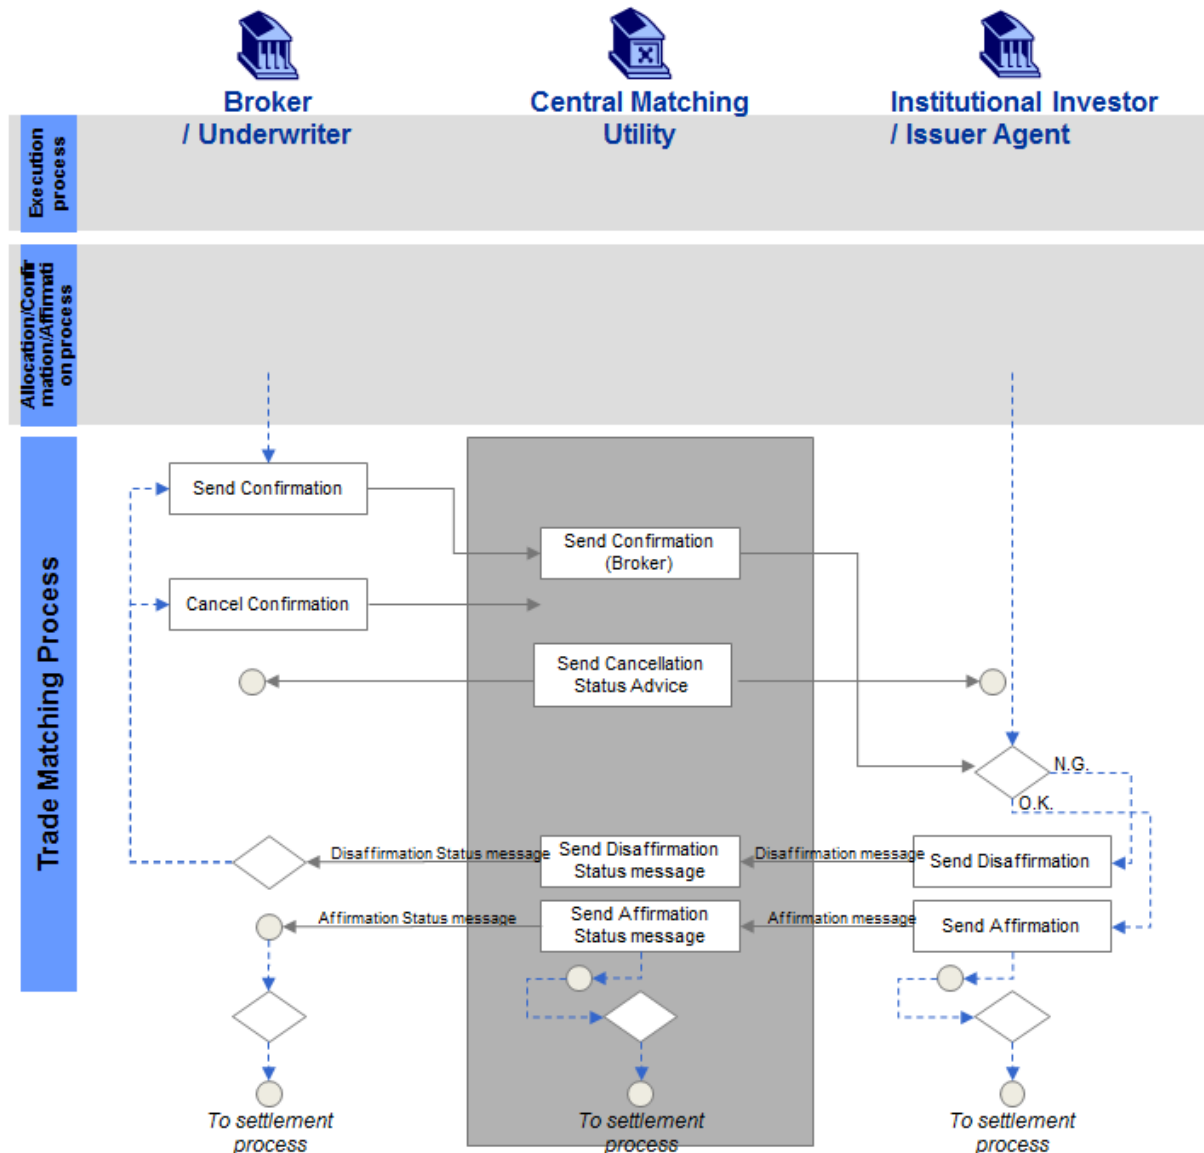 Broker
/ Underwriter
Central Matching
Utility
Institutional Investor
/ Issuer Agent
Execution
process
Allocation/Confir
mation/Affirmati
on process
Trade Matching Process
Send Confirmation
Send Confirmation
(Broker)
Cancel Confirmation
Send Cancellation
Status Advice
N.G.
O.K.
Disaffirmation Status message
Send Disaffirmation
Status message
Disaffirmation message
Send Disaffirmation
Affirmation Status message
Send Affirmation
Status message
Affirmation message
Send Affirmation
To settlement
process
To settlement
process
To settlement
process